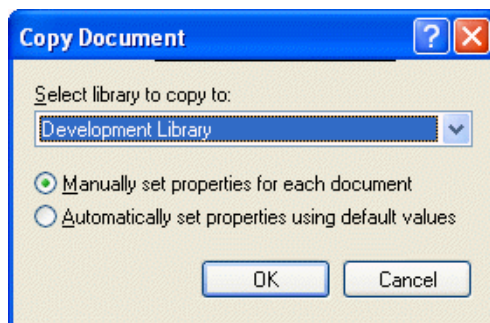 Copy Document
Select library to copy to:
Development Library
Manually set properties for each document
Automatically set properties using default values
OK
Cancel